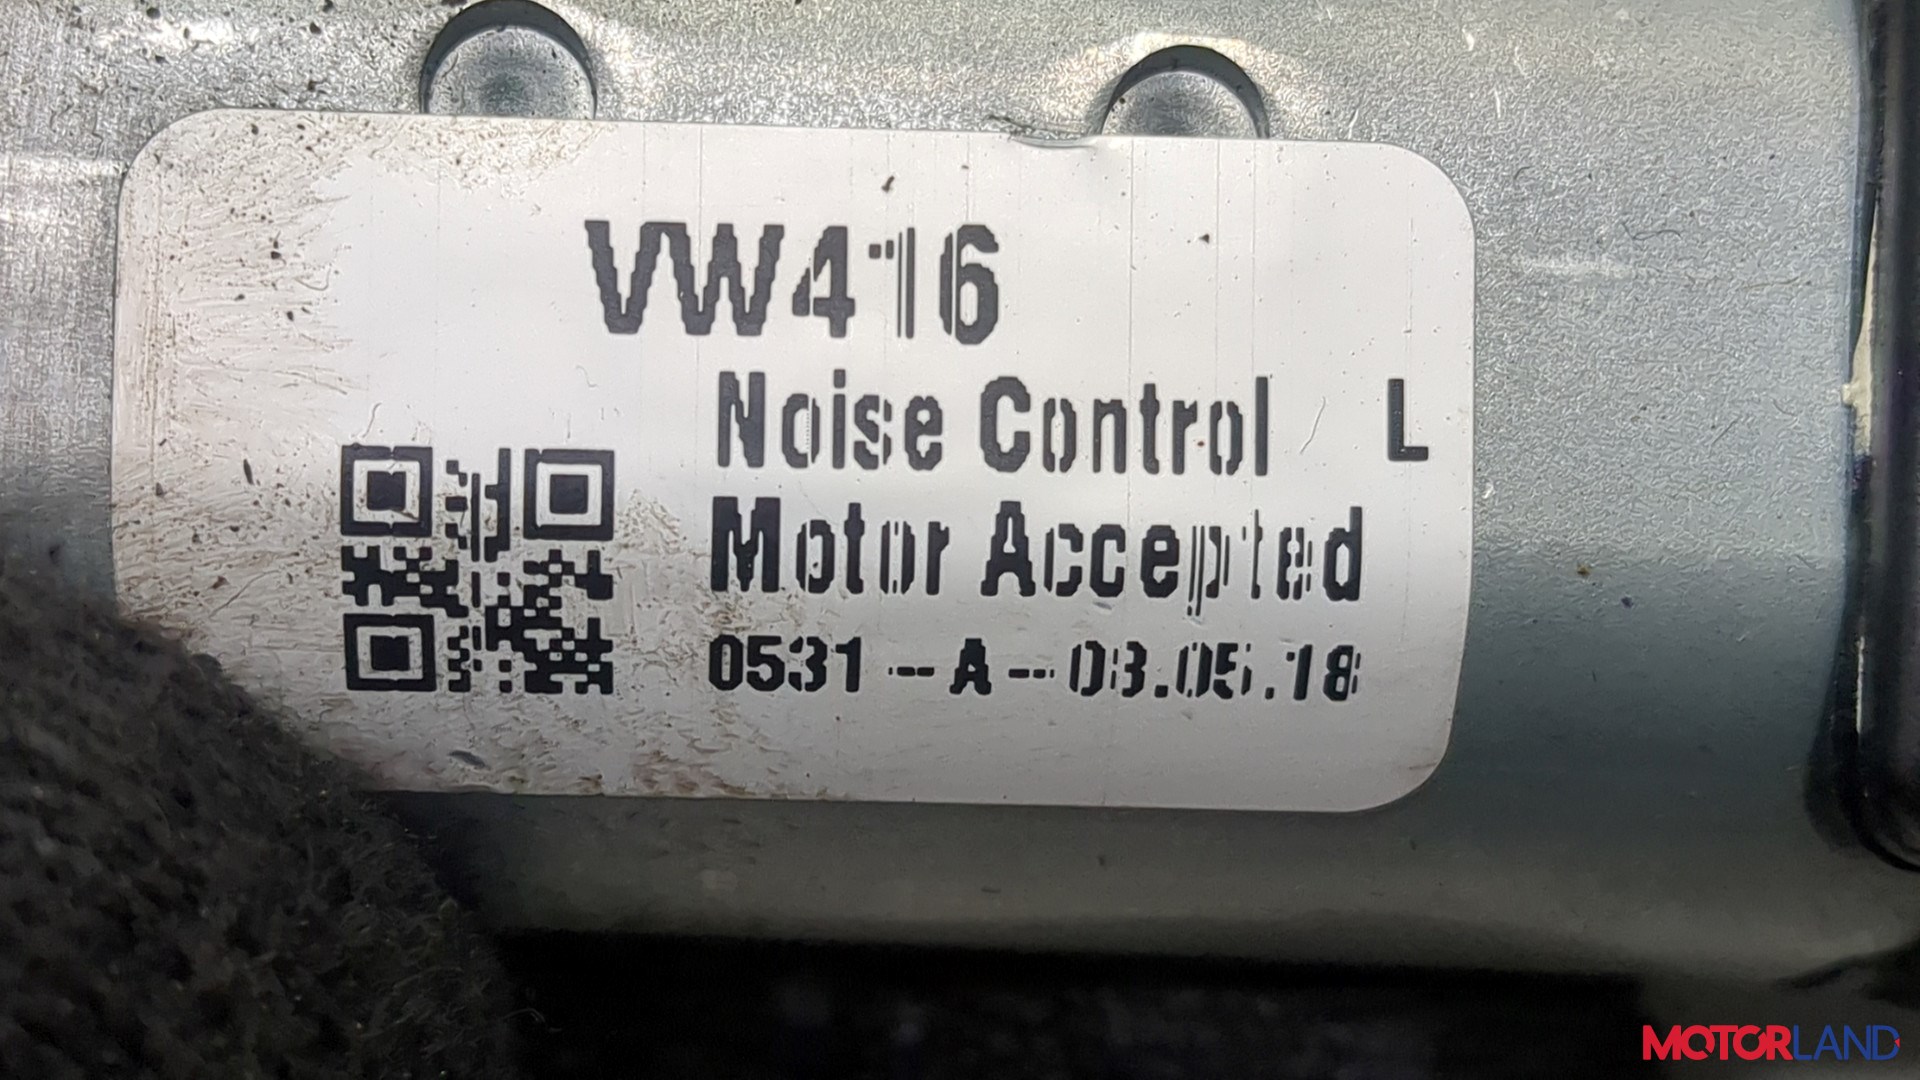 VW416
Noise Control L
Motor Accepted
0531-A-03.05.18
MOTORLAND